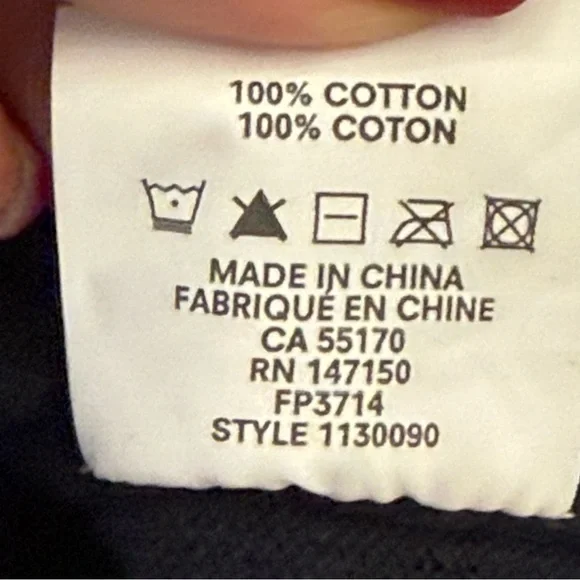 100% COTTON
100% COTON
MADE IN CHINA
FABRIQUÉ EN CHINE
CA 55170
RN 147150
FP3714
STYLE 1130090